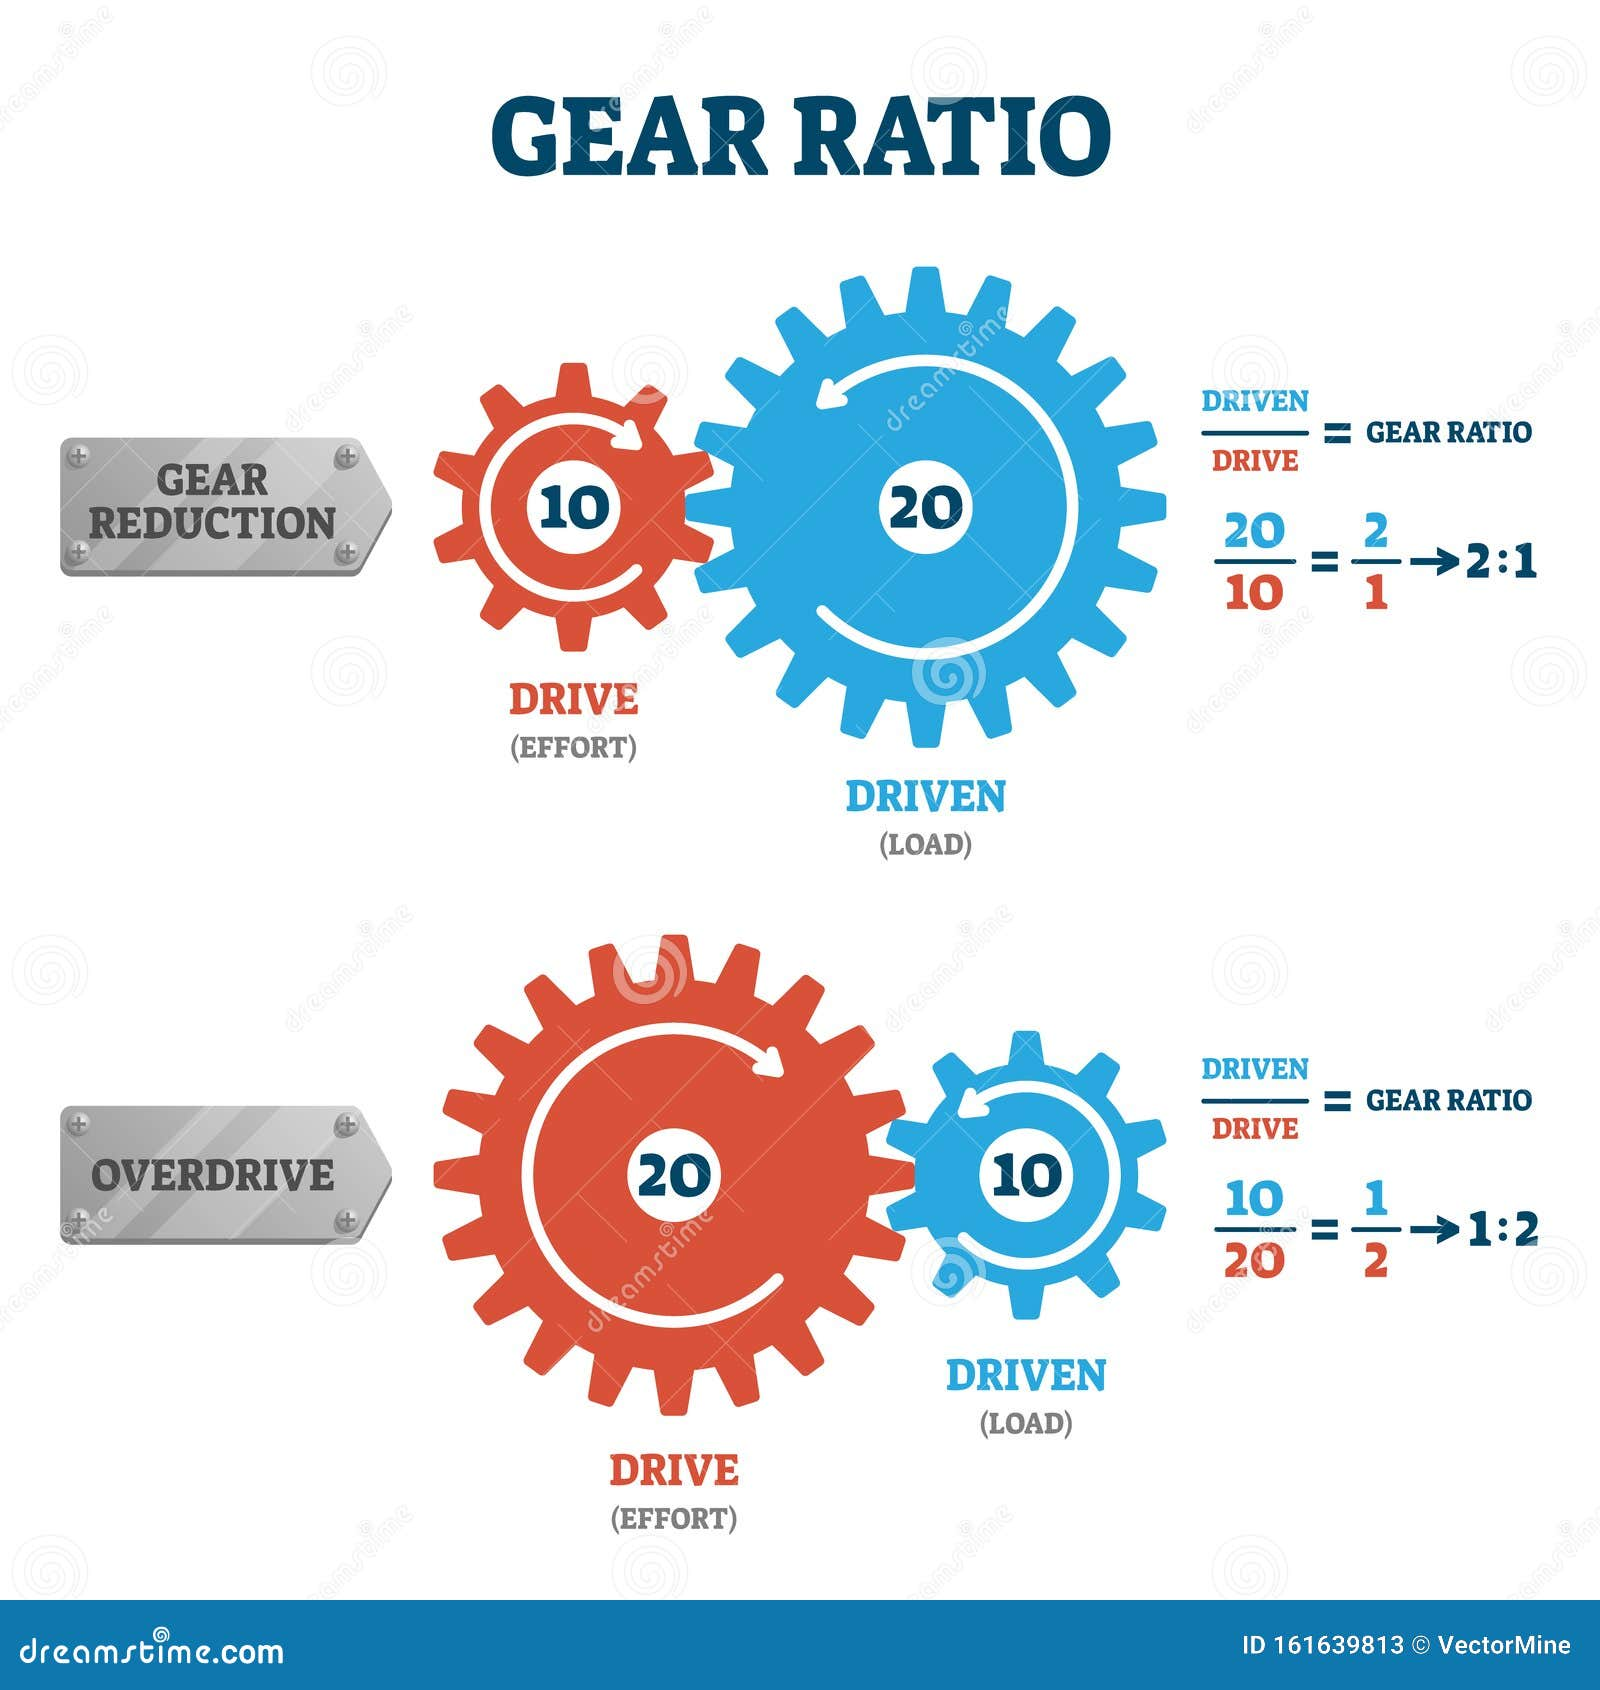 GEAR RATIO
GEAR
REDUCTION
10
20
DRIVE
(EFFORT)
DRIVEN
(LOAD)
DRIVEN
DRIVE
= GEAR RATIO
20
10
=
2
1
→2:1
OVERDRIVE
20
10
DRIVE
(EFFORT)
DRIVEN
(LOAD)
DRIVEN
DRIVE
= GEAR RATIO
10
20
=
1
2
→1:2
dreamstime.com
ID 161639813 © VectorMine